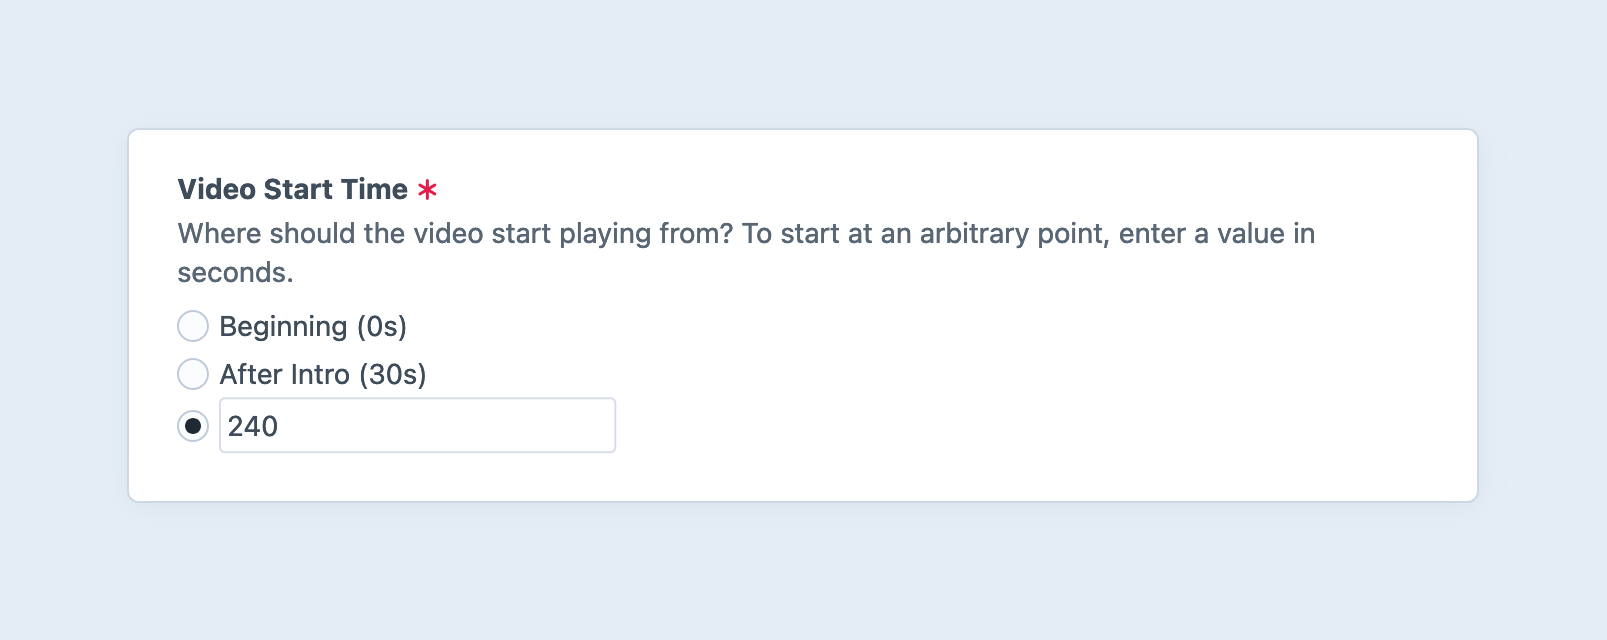 Video Start Time *
Where should the video start playing from? To start at an arbitrary point, enter a value in
seconds.
Beginning (0s)
After Intro (30s)
240